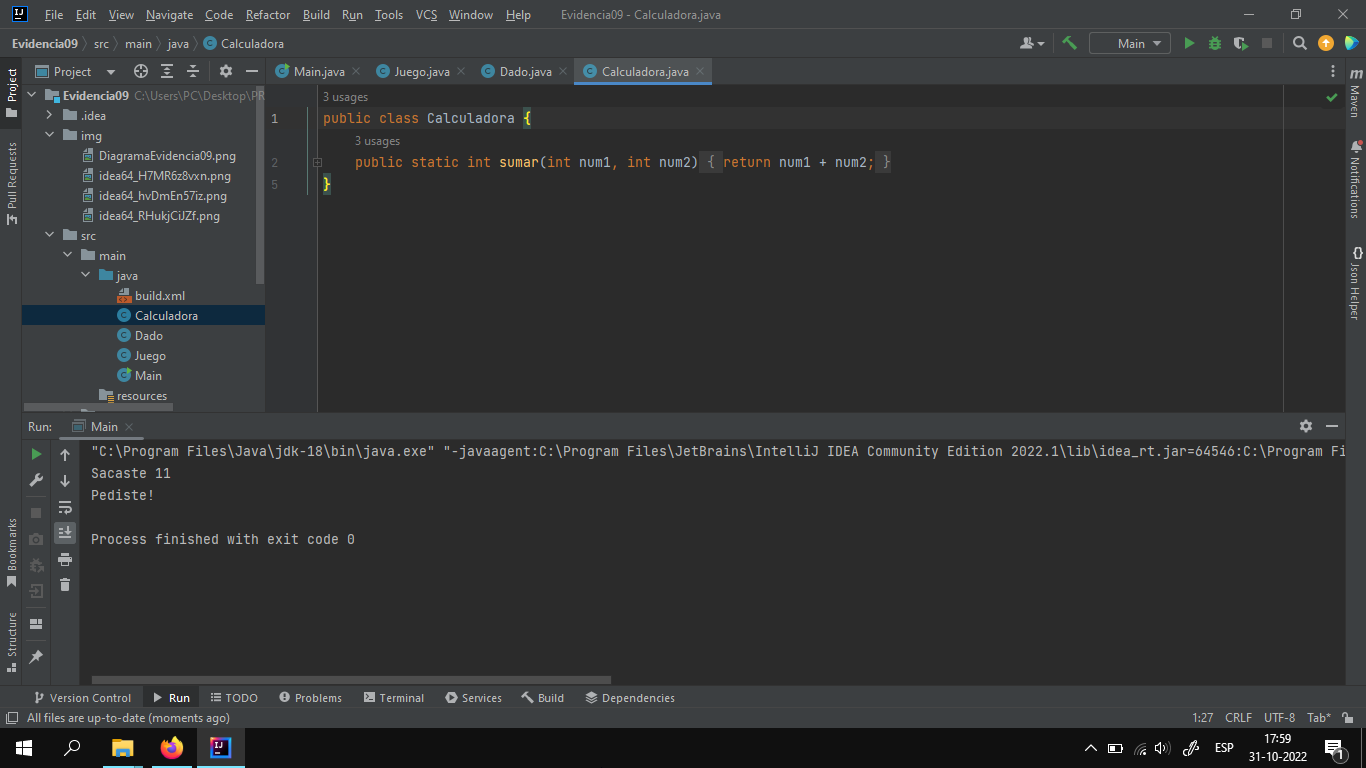 File Edit View Navigate Code Refactor Build Run Tools VCS Window Help Evidencia09 - Calculadora.java
Evidencia09 src main java Calculadora Main
Project Main.java Juego.java Dado.java Calculadora.java
Evidencia09 C:\Users\PC\Desktop\PR
.idea
img
DiagramaEvidencia09.png
idea64_H7MR6z8vxn.png
idea64_hvDmEn57iz.png
idea64_RHukjCiJZf.png
src
main
java
build.xml
Calculadora
Dado
Juego
Main
resources
3 usages
1 public class Calculadora {
3 usages
2 public static int sumar(int num1, int num2) { return num1 + num2; }
5 }
Project
Pull Requests
Bookmarks
Structure
Maven
Notifications
Json Helper
Run: Main
"C:\Program Files\Java\jdk-18\bin\java.exe" "-javaagent:C:\Program Files\JetBrains\IntelliJ IDEA Community Edition 2022.1\lib\idea_rt.jar=64546:C:\Program Fi
Sacaste 11
Pediste!
Process finished with exit code 0
Version Control Run TODO Problems Terminal Services Build Dependencies
All files are up-to-date (moments ago) 1:27 CRLF UTF-8 Tab*
ESP 17:59
31-10-2022 1